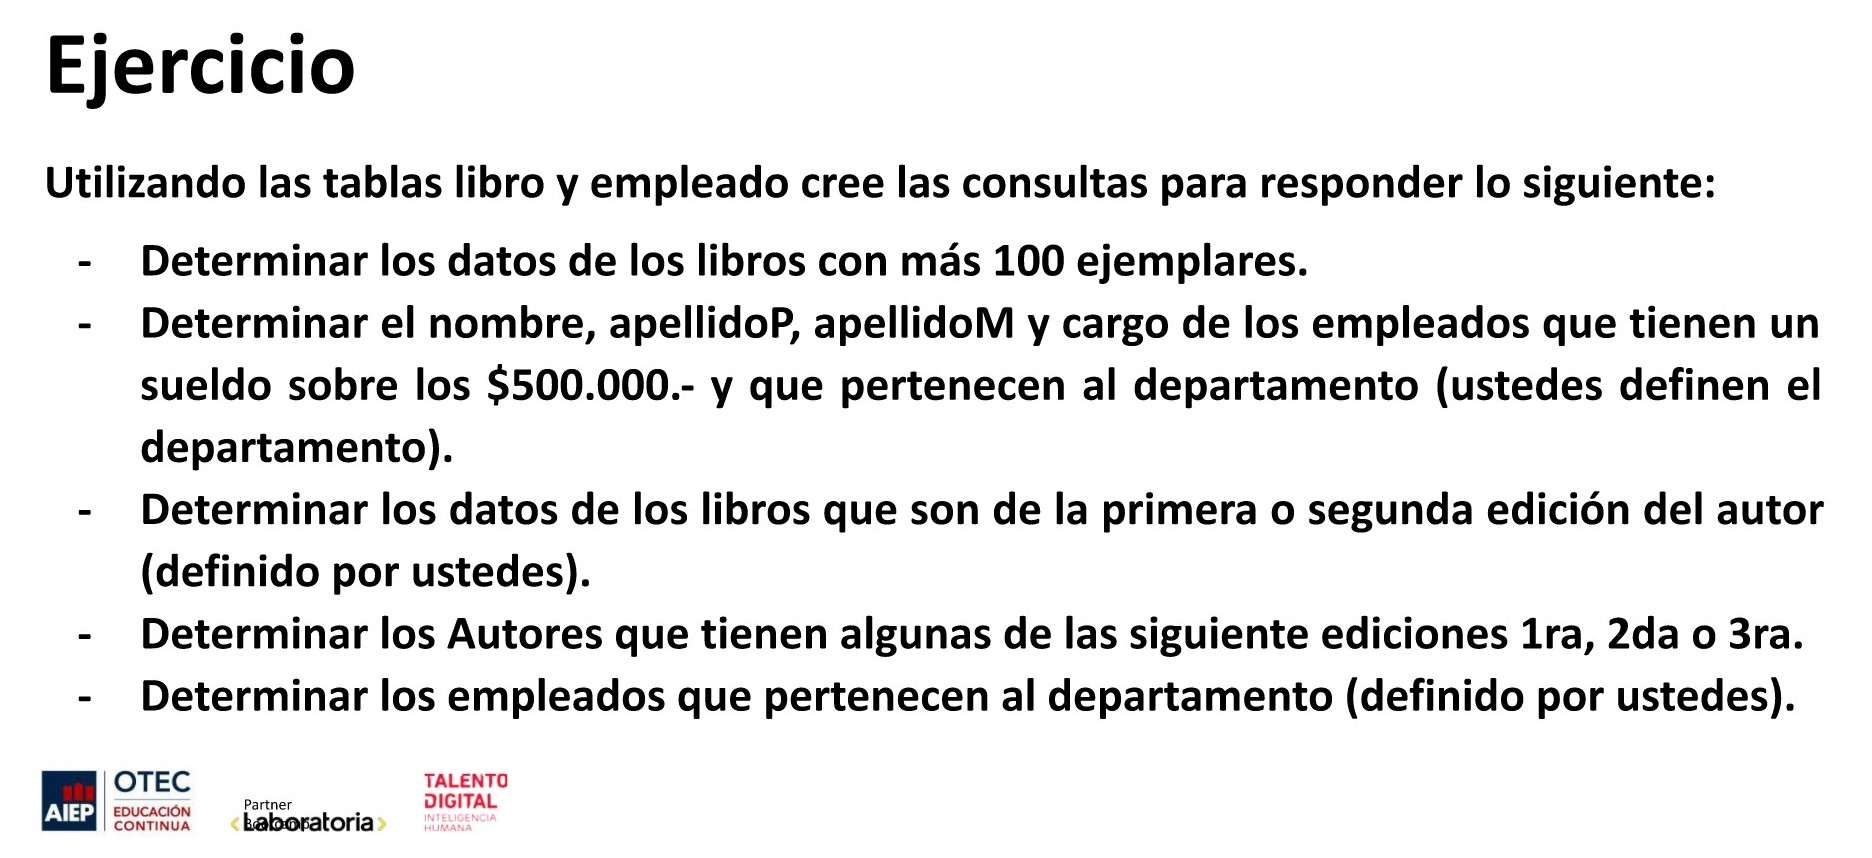 Ejercicio
Utilizando las tablas libro y empleado cree las consultas para responder lo siguiente:
- Determinar los datos de los libros con más 100 ejemplares.
- Determinar el nombre, apellidoP, apellidoM y cargo de los empleados que tienen un
sueldo sobre los $500.000.- y que pertenecen al departamento (ustedes definen el
departamento).
- Determinar los datos de los libros que son de la primera o segunda edición del autor
(definido por ustedes).
- Determinar los Autores que tienen algunas de las siguiente ediciones 1ra, 2da o 3ra.
- Determinar los empleados que pertenecen al departamento (definido por ustedes).
AIEP
OTEC
EDUCACIÓN
CONTINUA
Partner
<Laboratoria>
TALENTO
DIGITAL
INTELIGENCIA
HUMANA